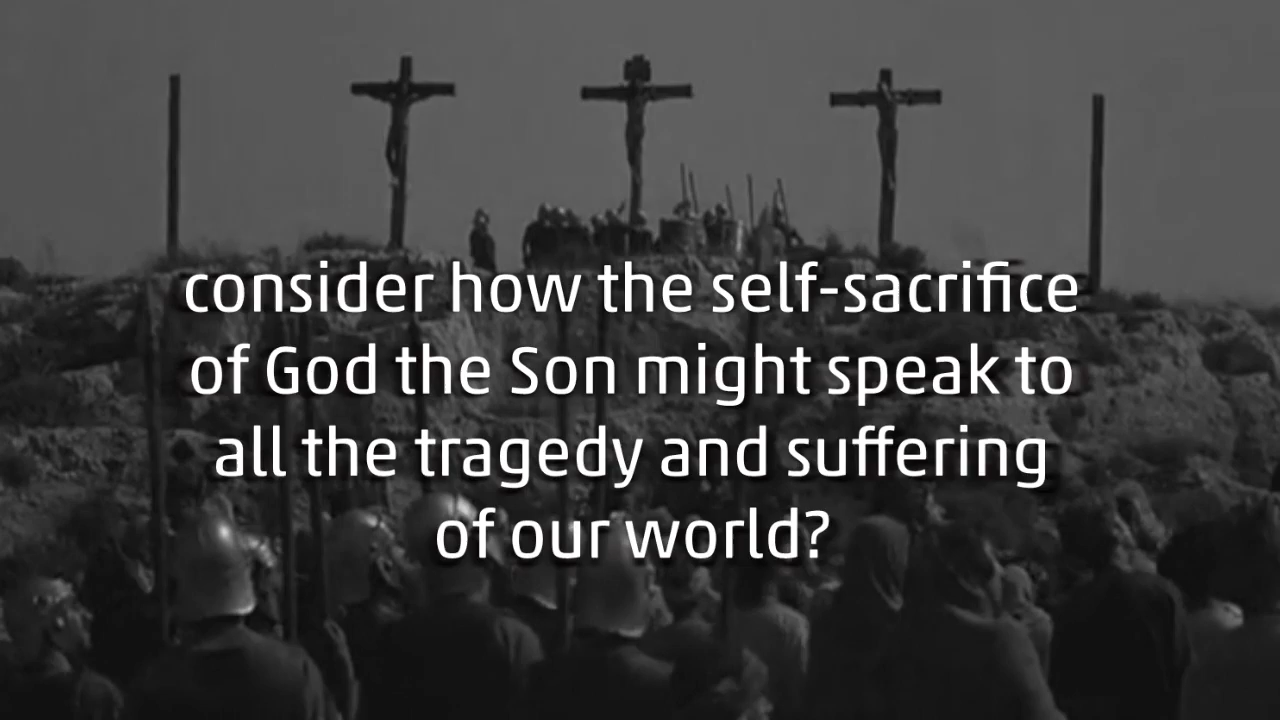 consider how the self-sacrifice
of God the Son might speak to
all the tragedy and suffering
of our world?